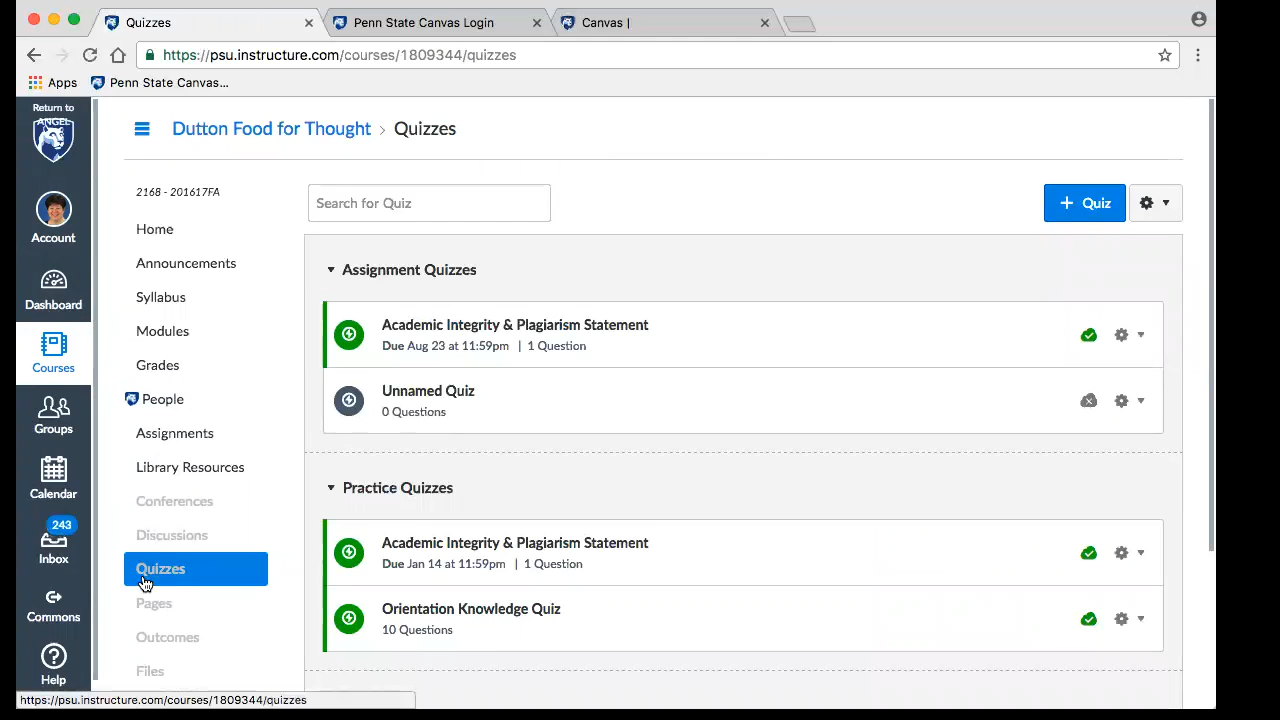 Quizzes
Penn State Canvas Login
Canvas |
https://psu.instructure.com/courses/1809344/quizzes
Apps
Penn State Canvas...
Return to
ANGEL
Account
Dashboard
Courses
Groups
Calendar
243
Inbox
Commons
Help
Dutton Food for Thought › Quizzes
2168 - 201617FA
Home
Announcements
Syllabus
Modules
Grades
People
Assignments
Library Resources
Conferences
Discussions
Quizzes
Pages
Outcomes
Files
Search for Quiz
+ Quiz
Assignment Quizzes
Academic Integrity & Plagiarism Statement
Due Aug 23 at 11:59pm | 1 Question
Unnamed Quiz
0 Questions
Practice Quizzes
Academic Integrity & Plagiarism Statement
Due Jan 14 at 11:59pm | 1 Question
Orientation Knowledge Quiz
10 Questions
https://psu.instructure.com/courses/1809344/quizzes